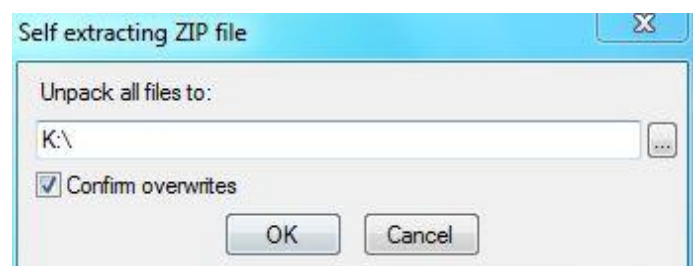 Self extracting ZIP file
Unpack all files to:
K:\
...
Confirm overwrites
OK Cancel